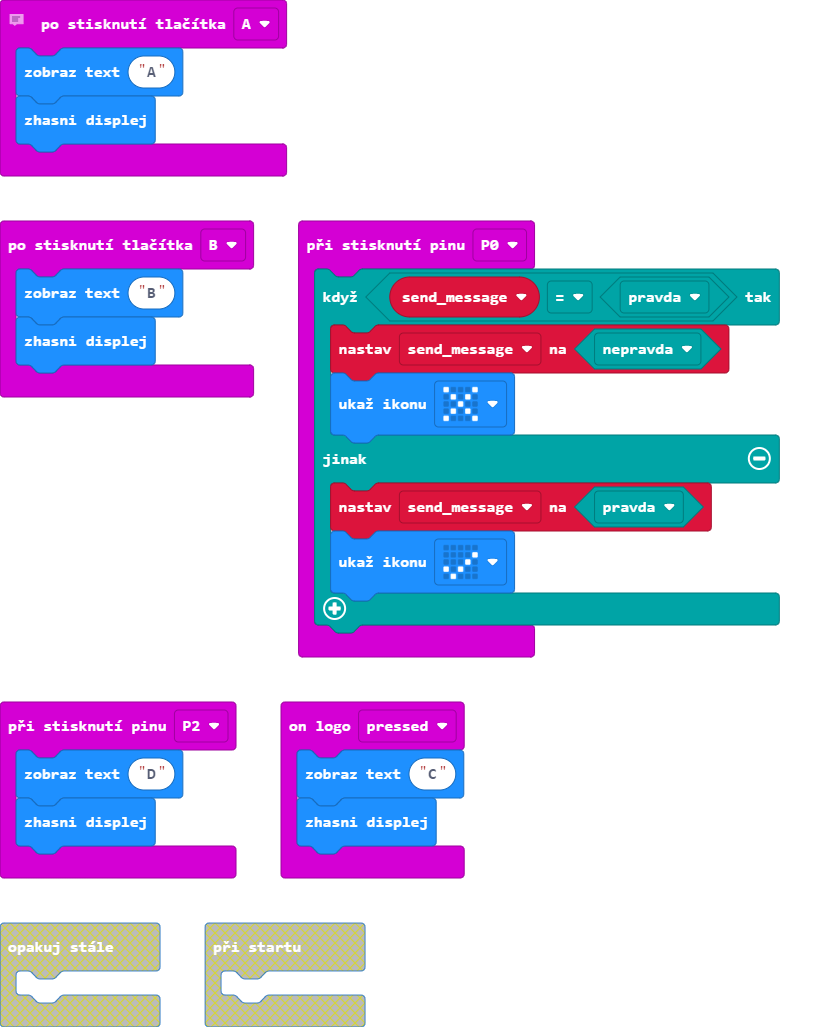 po stisknutí tlačítka A
zobraz text "A"
zhasni displej
po stisknutí tlačítka B
zobraz text "B"
zhasni displej
při stisknutí pinu P0
když send_message = pravda tak
nastav send_message na nepravda
ukaž ikonu
jinak
nastav send_message na pravda
ukaž ikonu
při stisknutí pinu P2
zobraz text "D"
zhasni displej
on logo pressed
zobraz text "C"
zhasni displej
opakuj stále
při startu